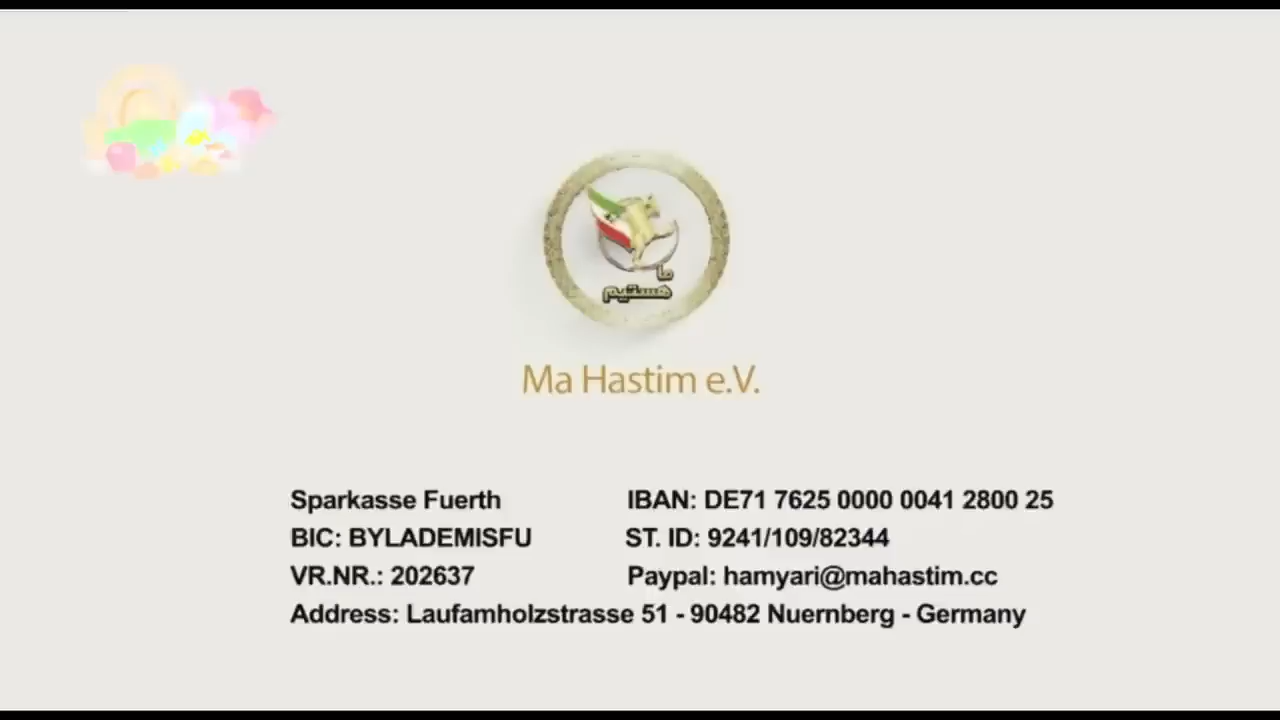 ما
هستیم
Ma Hastim e.V.
Sparkasse Fuerth IBAN: DE71 7625 0000 0041 2800 25
BIC: BYLADEMISFU ST. ID: 9241/109/82344
VR.NR.: 202637 Paypal: hamyari@mahastim.cc
Address: Laufamholzstrasse 51 - 90482 Nuernberg - Germany